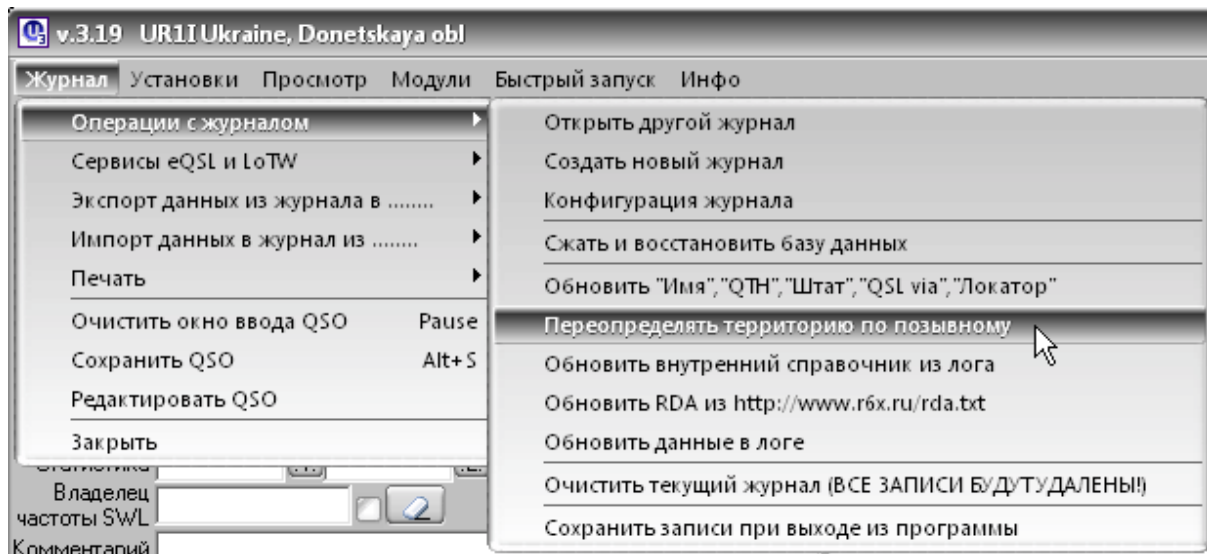 v.3.19 UR1I Ukraine, Donetskaya obl
Журнал Установки Просмотр Модули Быстрый запуск Инфо
Операции с журналом
Сервисы eQSL и LoTW
Экспорт данных из журнала в ........
Импорт данных в журнал из ........
Печать
Очистить окно ввода QSO Pause
Сохранить QSO Alt+S
Редактировать QSO
Закрыть
Открыть другой журнал
Создать новый журнал
Конфигурация журнала
Сжать и восстановить базу данных
Обновить "Имя","QTH","Штат","QSL via","Локатор"
Переопределять территорию по позывному
Обновить внутренний справочник из лога
Обновить RDA из http://www.r6x.ru/rda.txt
Обновить данные в логе
Очистить текущий журнал (ВСЕ ЗАПИСИ БУДУТУДАЛЕНЫ!)
Сохранить записи при выходе из программы
Владелец
частоты SWL
Комментарий